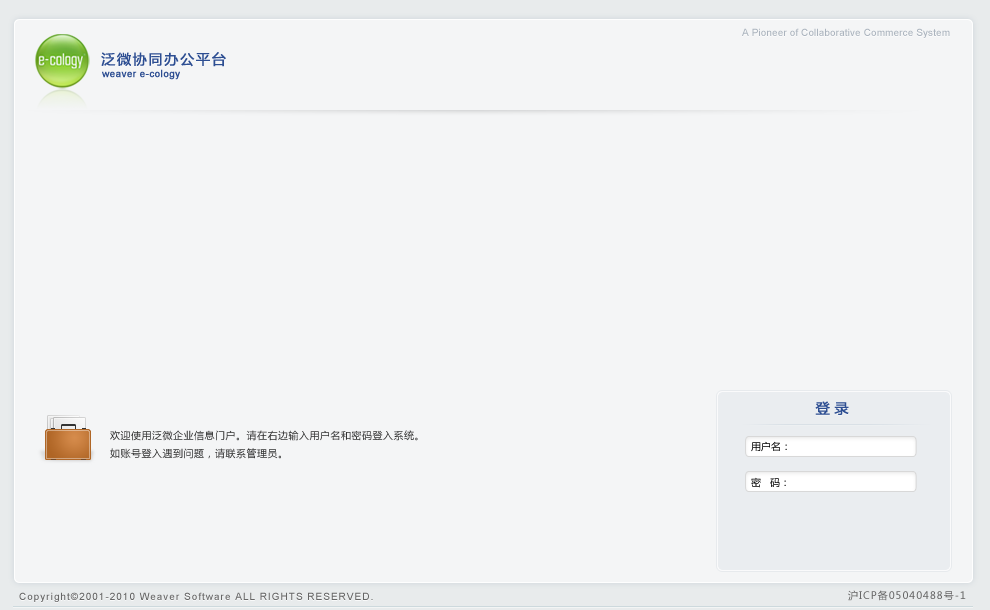 A Pioneer of Collaborative Commerce System
e-cology
泛微协同办公平台
weaver e-cology
登 录
欢迎使用泛微企业信息门户。请在右边输入用户名和密码登入系统。
如账号登入遇到问题，请联系管理员。
用户名：
密 码：
Copyright©2001-2010 Weaver Software ALL RIGHTS RESERVED.
沪ICP备05040488号-1